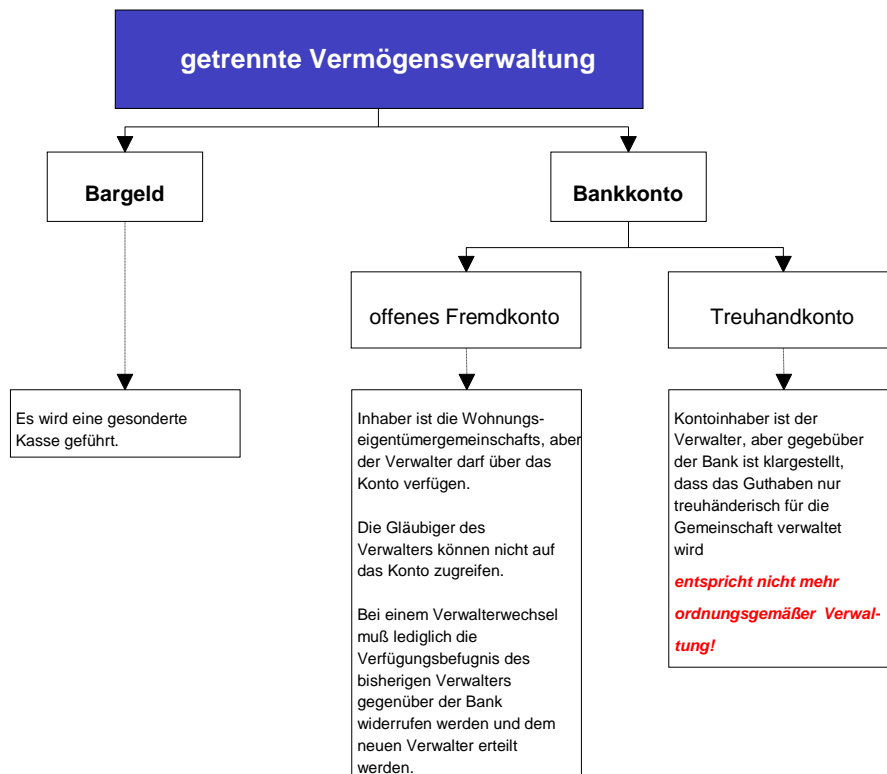 getrennte Vermögensverwaltung
Bargeld
Bankkonto
offenes Fremdkonto
Treuhandkonto
Es wird eine gesonderte
Kasse geführt.
Inhaber ist die Wohnungs-
eigentümergemeinschafts, aber
der Verwalter darf über das
Konto verfügen.
Die Gläubiger des
Verwalters können nicht auf
das Konto zugreifen.
Bei einem Verwalterwechsel
muß lediglich die
Verfügungsbefugnis des
bisherigen Verwalters
gegenüber der Bank
widerrufen werden und dem
neuen Verwalter erteilt
werden.
Kontoinhaber ist der
Verwalter, aber gegebüber
der Bank ist klargestellt,
dass das Guthaben nur
treuhänderisch für die
Gemeinschaft verwaltet
wird
entspricht nicht mehr
ordnungsgemäßer Verwal-
tung!